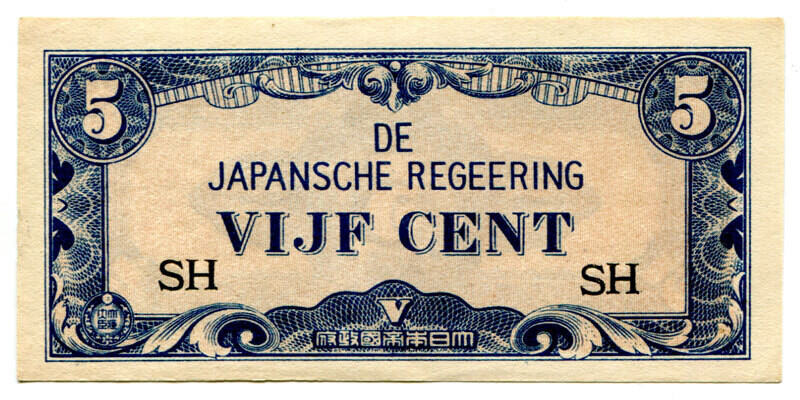 5 5
DE
JAPANSCHE REGEERING
VIJF CENT
SH SH
V
府政國帝本日大